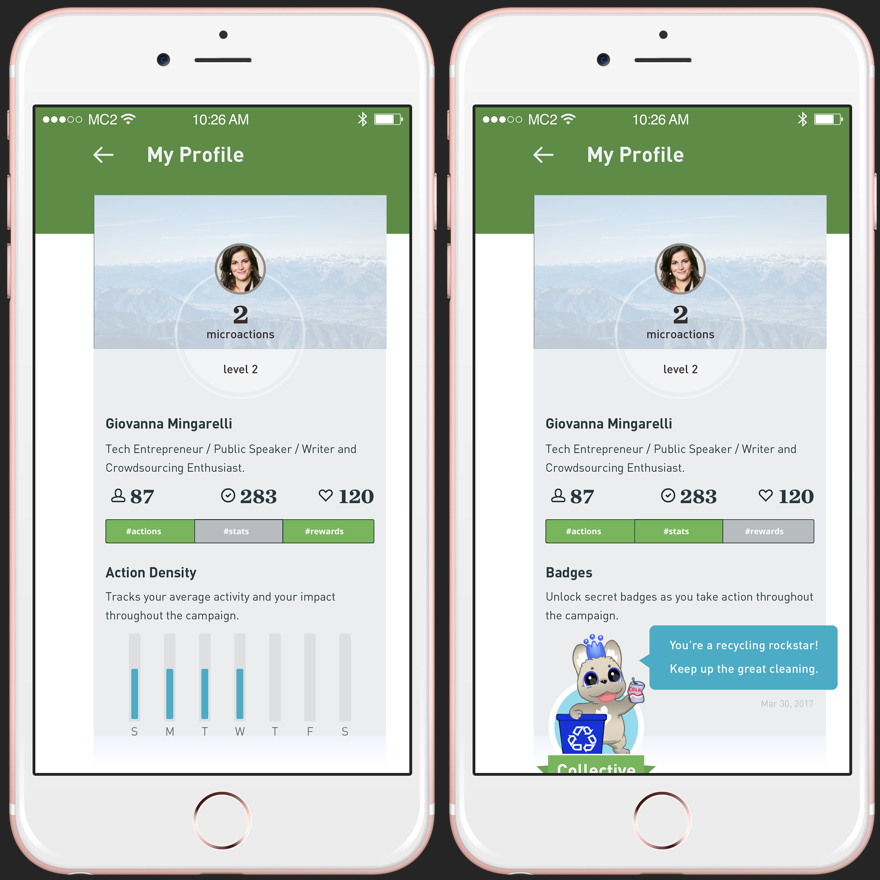 MC2
10:26 AM
My Profile
2
microactions
level 2
Giovanna Mingarelli
Tech Entrepreneur / Public Speaker / Writer and
Crowdsourcing Enthusiast.
87 283 120
#actions #stats #rewards
Action Density
Tracks your average activity and your impact
throughout the campaign.
S M T W T F S
MC2
10:26 AM
My Profile
2
microactions
level 2
Giovanna Mingarelli
Tech Entrepreneur / Public Speaker / Writer and
Crowdsourcing Enthusiast.
87 283 120
#actions #stats #rewards
Badges
Unlock secret badges as you take action throughout
the campaign.
You're a recycling rockstar!
Keep up the great cleaning.
Mar 30, 2017
Collective